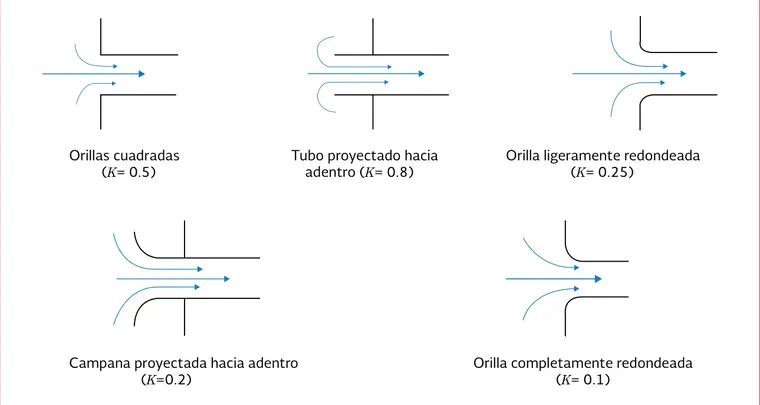 Orillas cuadradas
(K= 0.5)
Tubo proyectado hacia
adentro (K= 0.8)
Orilla ligeramente redondeada
(K= 0.25)
Campana proyectada hacia adentro
(K=0.2)
Orilla completamente redondeada
(K= 0.1)